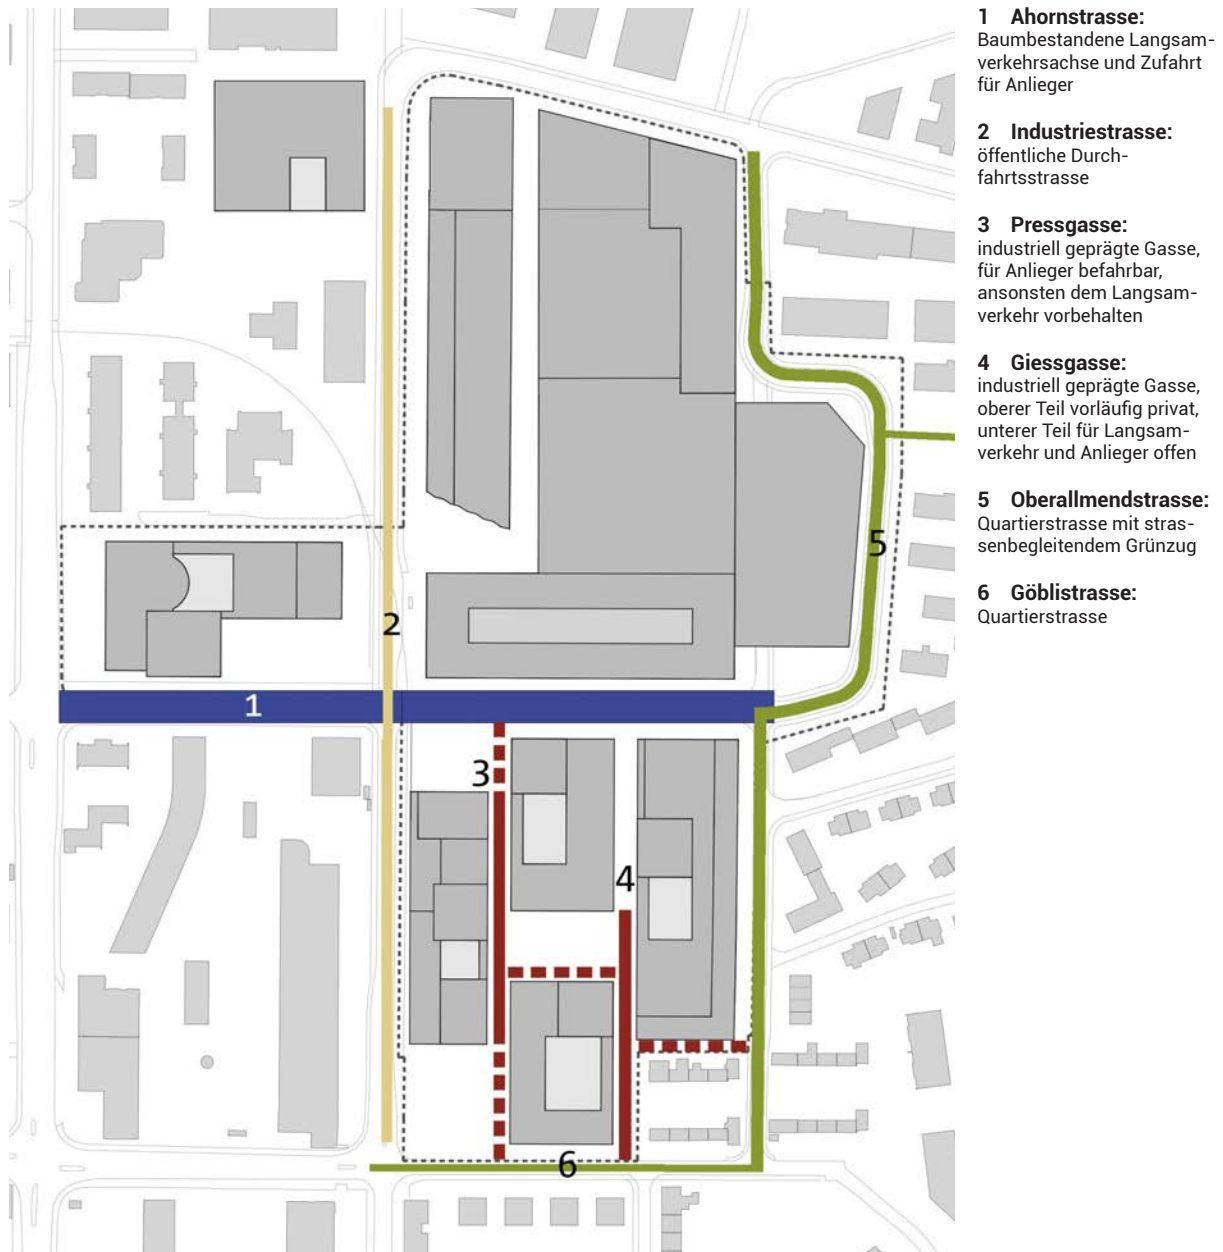 1 Ahornstrasse:
Baumbestandene Langsam-
verkehrsachse und Zufahrt
für Anlieger
2 Industriestrasse:
öffentliche Durch-
fahrtsstrasse
3 Pressgasse:
industriell geprägte Gasse,
für Anlieger befahrbar,
ansonsten dem Langsam-
verkehr vorbehalten
4 Giessgasse:
industriell geprägte Gasse,
oberer Teil vorläufig privat,
unterer Teil für Langsam-
verkehr und Anlieger offen
5 Oberallmendstrasse:
Quartierstrasse mit stras-
senbegleitendem Grünzug
6 Göblistrasse:
Quartierstrasse
5
2
1
3
4
6